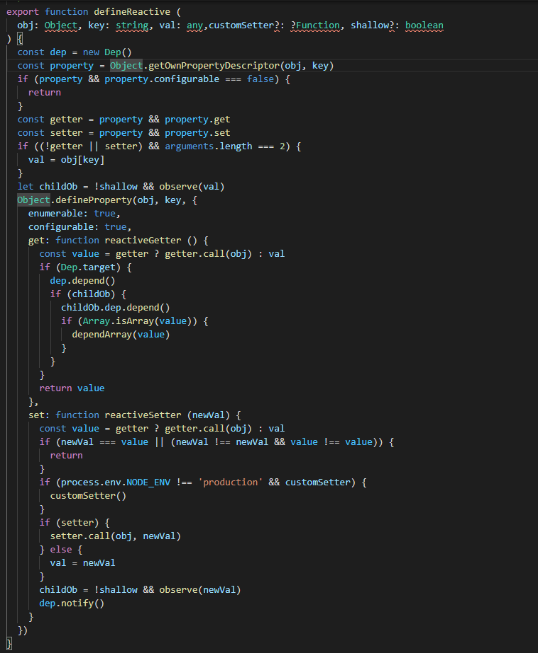 export function defineReactive (
  obj: Object, key: string, val: any,customSetter?: ?Function, shallow?: boolean
) {
  const dep = new Dep()
  const property = Object.getOwnPropertyDescriptor(obj, key)
  if (property && property.configurable === false) {
    return
  }
  const getter = property && property.get
  const setter = property && property.set
  if ((!getter || setter) && arguments.length === 2) {
    val = obj[key]
  }
  let childOb = !shallow && observe(val)
  Object.defineProperty(obj, key, {
    enumerable: true,
    configurable: true,
    get: function reactiveGetter () {
      const value = getter ? getter.call(obj) : val
      if (Dep.target) {
        dep.depend()
        if (childOb) {
          childOb.dep.depend()
          if (Array.isArray(value)) {
            dependArray(value)
          }
        }
      }
      return value
    },
    set: function reactiveSetter (newVal) {
      const value = getter ? getter.call(obj) : val
      if (newVal === value || (newVal !== newVal && value !== value)) {
        return
      }
      if (process.env.NODE_ENV !== 'production' && customSetter) {
        customSetter()
      }
      if (setter) {
        setter.call(obj, newVal)
      } else {
        val = newVal
      }
      childOb = !shallow && observe(newVal)
      dep.notify()
    }
  })
}